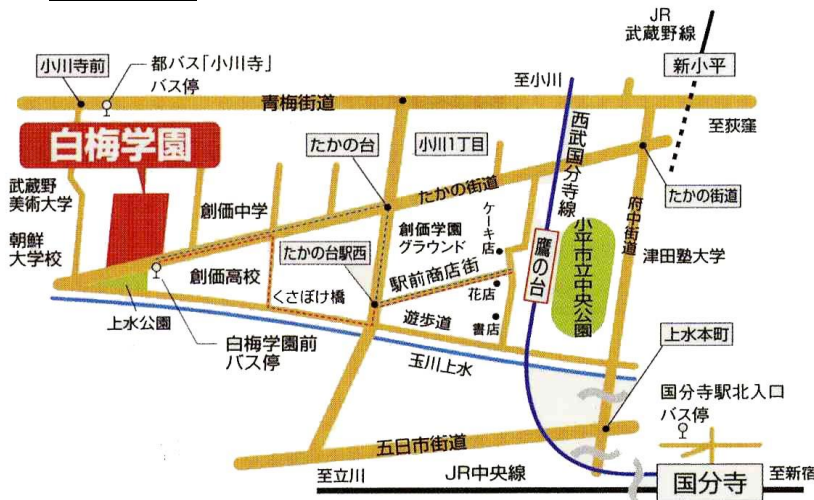 JR
武蔵野線
新小平
都バス「小川寺」
バス停
小川寺前
至小川
青梅街道
至荻窪
白梅学園
たかの台
小川1丁目
西武国分寺線
たかの街道
たかの街道
武蔵野
美術大学
創価中学
府中街道
創価学園
グラウンド
ケーキ店
朝鮮
大学校
創価高校
たかの台駅西
駅前商店街
鷹の台
小平市立中央公園
津田塾大学
くさぼけ橋
花店
書店
遊歩道
上水公園
白梅学園前
バス停
玉川上水
上水本町
国分寺駅北入口
バス停
五日市街道
至立川
JR中央線
国分寺
至新宿